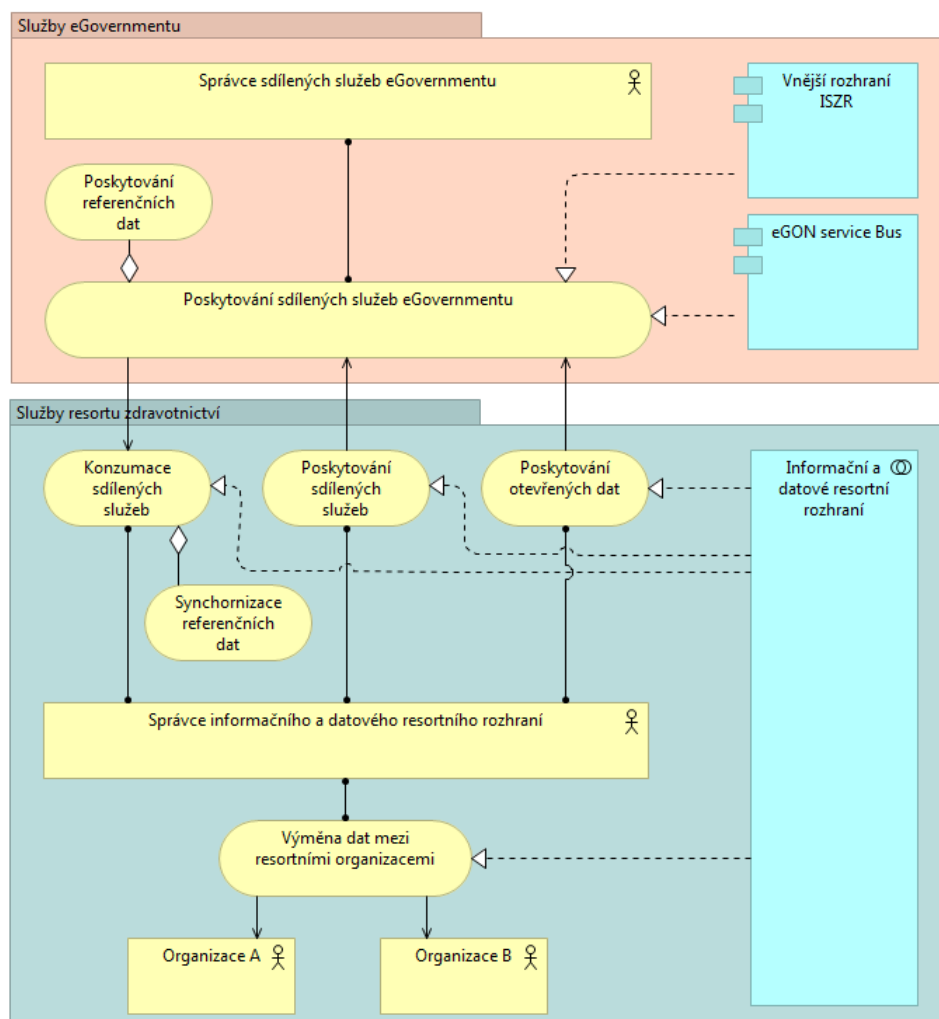 Služby eGovernmentu
Správce sdílených služeb eGovernmentu
Vnější rozhraní
ISZR
Poskytování
referenčních
dat
eGON service Bus
Poskytování sdílených služeb eGovernmentu
Služby resortu zdravotnictví
Konzumace
sdílených
služeb
Poskytování
sdílených
služeb
Poskytování
otevřených dat
Informační a
datové resortní
rozhraní
Synchornizace
referenčních
dat
Správce informačního a datového resortního rozhraní
Výměna dat mezi
resortními organizacemi
Organizace A
Organizace B